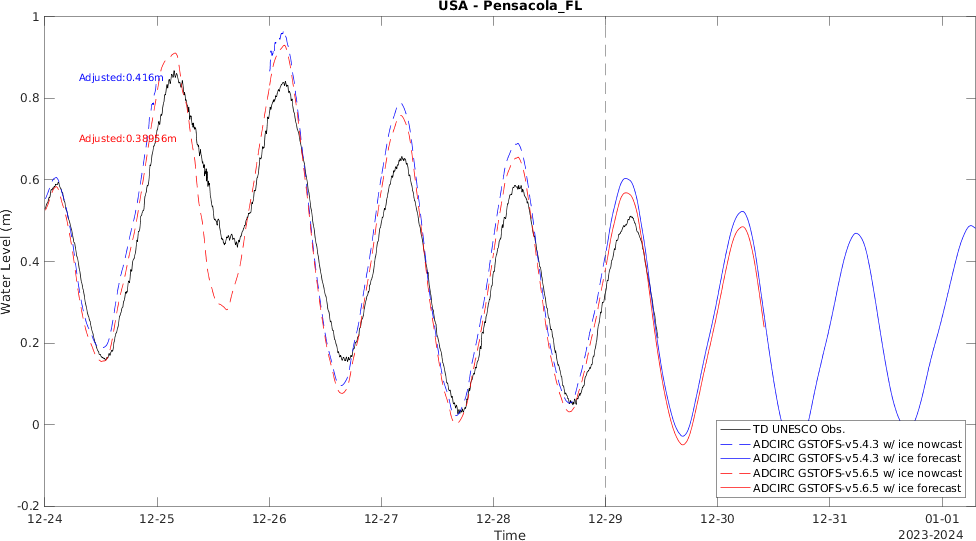 USA - Pensacola_FL
1
Adjusted:0.416m
0.8
Adjusted:0.38956m
0.6
0.4
Water Level (m)
0.2
0
TD UNESCO Obs.
ADCIRC GSTOFS-v5.4.3 w/ ice nowcast
ADCIRC GSTOFS-v5.4.3 w/ ice forecast
ADCIRC GSTOFS-v5.6.5 w/ ice nowcast
ADCIRC GSTOFS-v5.6.5 w/ ice forecast
-0.2
12-24 12-25 12-26 12-27 12-28 12-29 12-30 12-31 01-01
Time
2023-2024